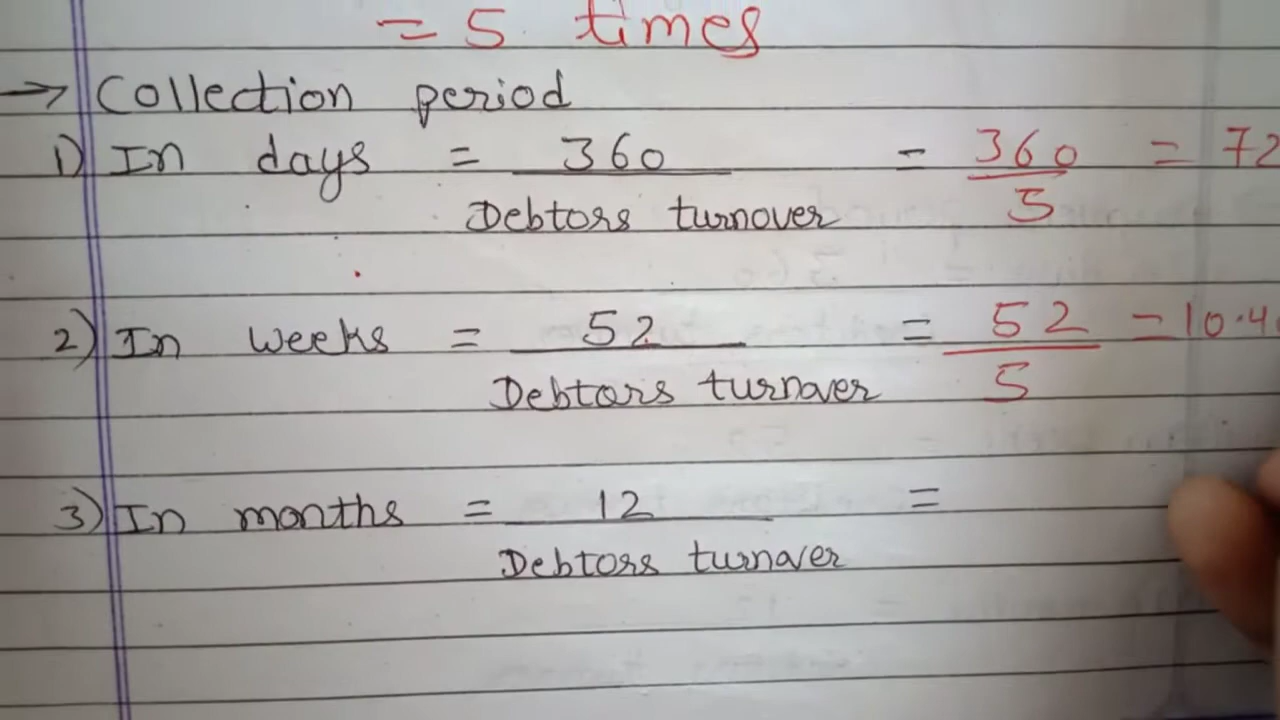 = 5 times
→ Collection period
1) In days = 360 / Debtors turnover = 360 / 5 = 72
2) In weeks = 52 / Debtors turnover = 52 / 5 = 10.4
3) In months = 12 / Debtors turnover =